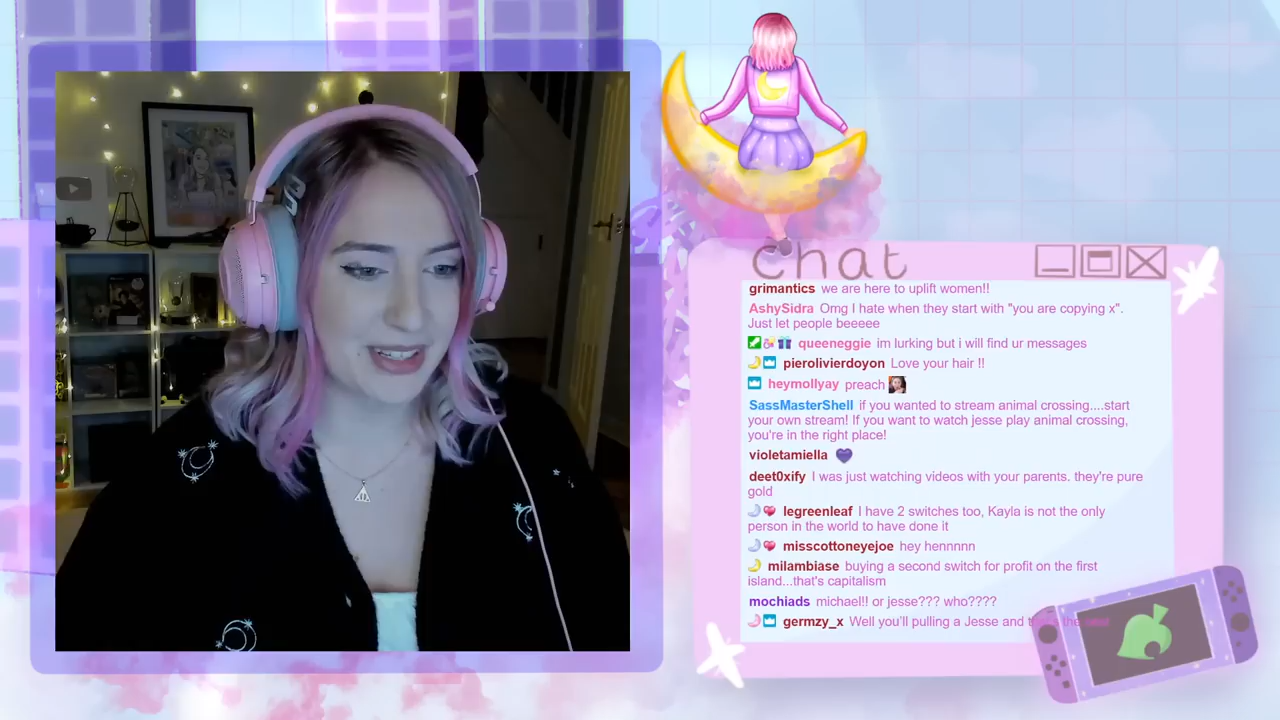 Chat
grimantics we are here to uplift women!!
AshySidra Omg I hate when they start with "you are copying x".
Just let people beeeee
queeneggie im lurking but i will find ur messages
pierolivierdoyon Love your hair !!
heymollyay preach
SassMasterShell if you wanted to stream animal crossing....start
your own stream! If you want to watch jesse play animal crossing,
you're in the right place!
violetamiella
deet0xify I was just watching videos with your parents. they're pure
gold
legreenleaf I have 2 switches too, Kayla is not the only
person in the world to have done it
misscottoneyejoe hey hennnnn
milambiase buying a second switch for profit on the first
island...that's capitalism
mochiads michael!! or jesse??? who????
germzy_x Well you'll pulling a Jesse and that's the